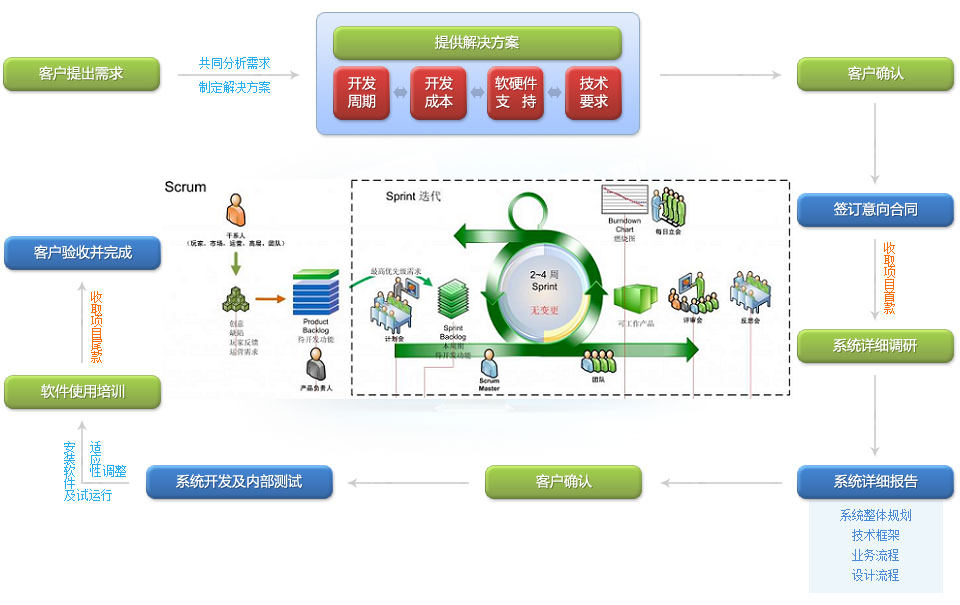 提供解决方案
客户提出需求
共同分析需求
制定解决方案
开发
周期
开发
成本
软硬件
支 持
技术
要求
客户确认
签订意向合同
收取项目首款
系统详细调研
系统详细报告
系统整体规划
技术框架
业务流程
设计流程
客户确认
系统开发及内部测试
安装软件
及试运行
适应
性调整
软件使用培训
收取项目尾款
客户验收并完成
Scrum
干系人
(玩家、市场、运营、高层、团队)
创意
缺陷
玩家反馈
运营需求
Product
Backlog
待开发功能
产品负责人
Sprint 迭代
最高优先级需求
计划会
Sprint
Backlog
本周期
待开发功能
2~4 周
Sprint
无变更
Scrum
Master
团队
Burndown
Chart
燃烧图
每日立会
可工作产品
评审会
反思会